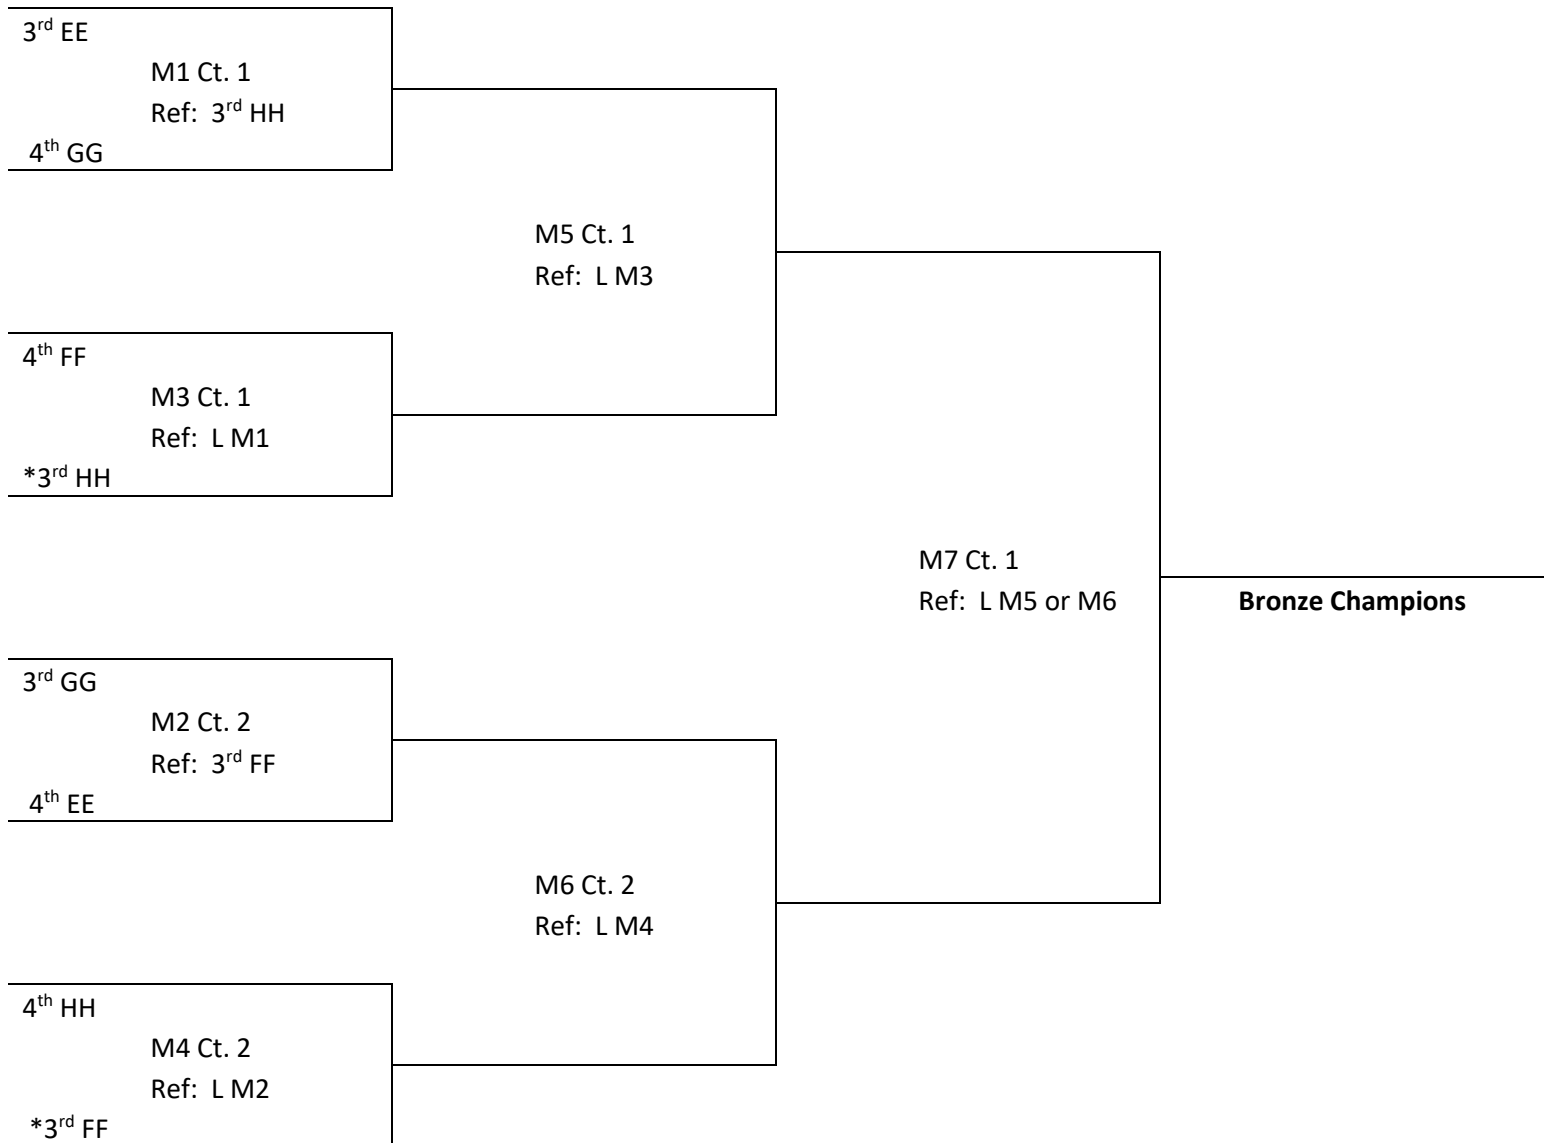 3rd EE
M1 Ct. 1
Ref: 3rd HH
4th GG
M5 Ct. 1
Ref: L M3
4th FF
M3 Ct. 1
Ref: L M1
*3rd HH
M7 Ct. 1
Ref: L M5 or M6
Bronze Champions
3rd GG
M2 Ct. 2
Ref: 3rd FF
4th EE
M6 Ct. 2
Ref: L M4
4th HH
M4 Ct. 2
Ref: L M2
*3rd FF